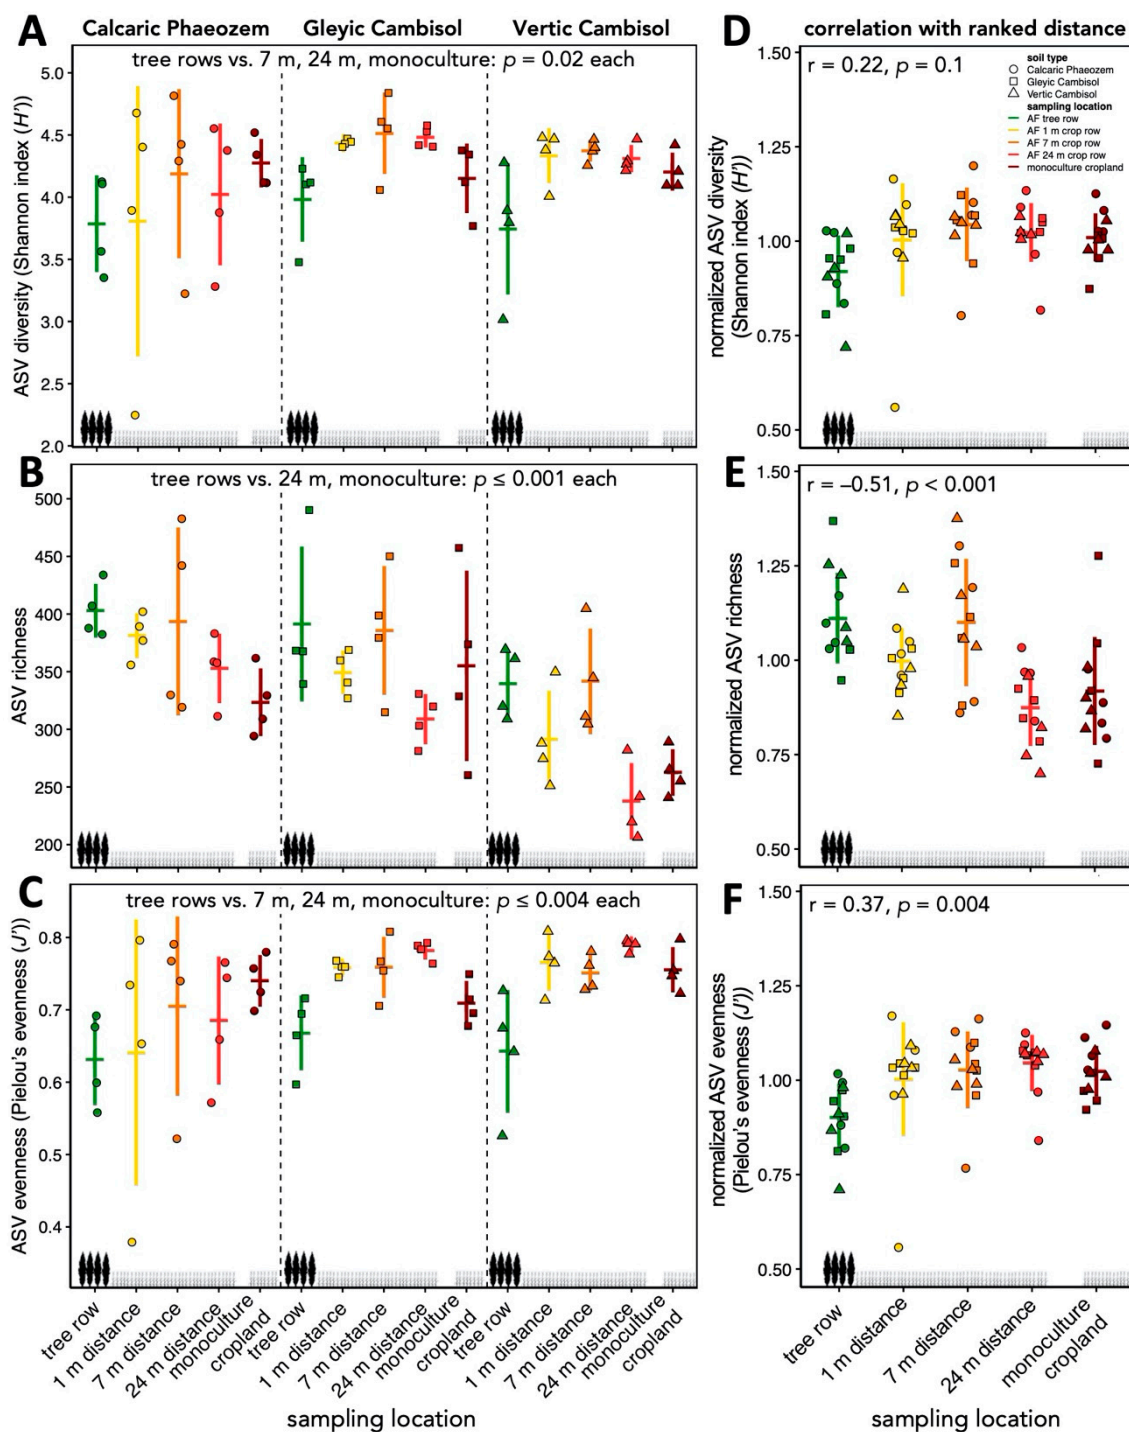 A
Calcaric Phaeozem
Gleyic Cambisol
Vertic Cambisol
tree rows vs. 7 m, 24 m, monoculture: p = 0.02 each
ASV diversity (Shannon index (H'))
5.0
4.5
4.0
3.5
3.0
2.5
2.0
B
tree rows vs. 24 m, monoculture: p ≤ 0.001 each
ASV richness
500
450
400
350
300
250
200
C
tree rows vs. 7 m, 24 m, monoculture: p ≤ 0.004 each
ASV evenness (Pielou's evenness (J'))
0.8
0.7
0.6
0.5
0.4
tree row
1 m distance
7 m distance
24 m distance
monoculture
cropland
tree row
1 m distance
7 m distance
24 m distance
monoculture
cropland
tree row
1 m distance
7 m distance
24 m distance
monoculture
cropland
sampling location
D
correlation with ranked distance
r = 0.22, p = 0.1
soil type
Calcaric Phaeozem
Gleyic Cambisol
Vertic Cambisol
sampling location
AF tree row
AF 1 m crop row
AF 7 m crop row
AF 24 m crop row
monoculture cropland
normalized ASV diversity
(Shannon index (H'))
1.50
1.25
1.00
0.75
0.50
E
r = –0.51, p < 0.001
normalized ASV richness
1.50
1.25
1.00
0.75
0.50
F
r = 0.37, p = 0.004
normalized ASV evenness
(Pielou's evenness (J'))
1.50
1.25
1.00
0.75
0.50
tree row
1 m distance
7 m distance
24 m distance
monoculture
cropland
sampling location